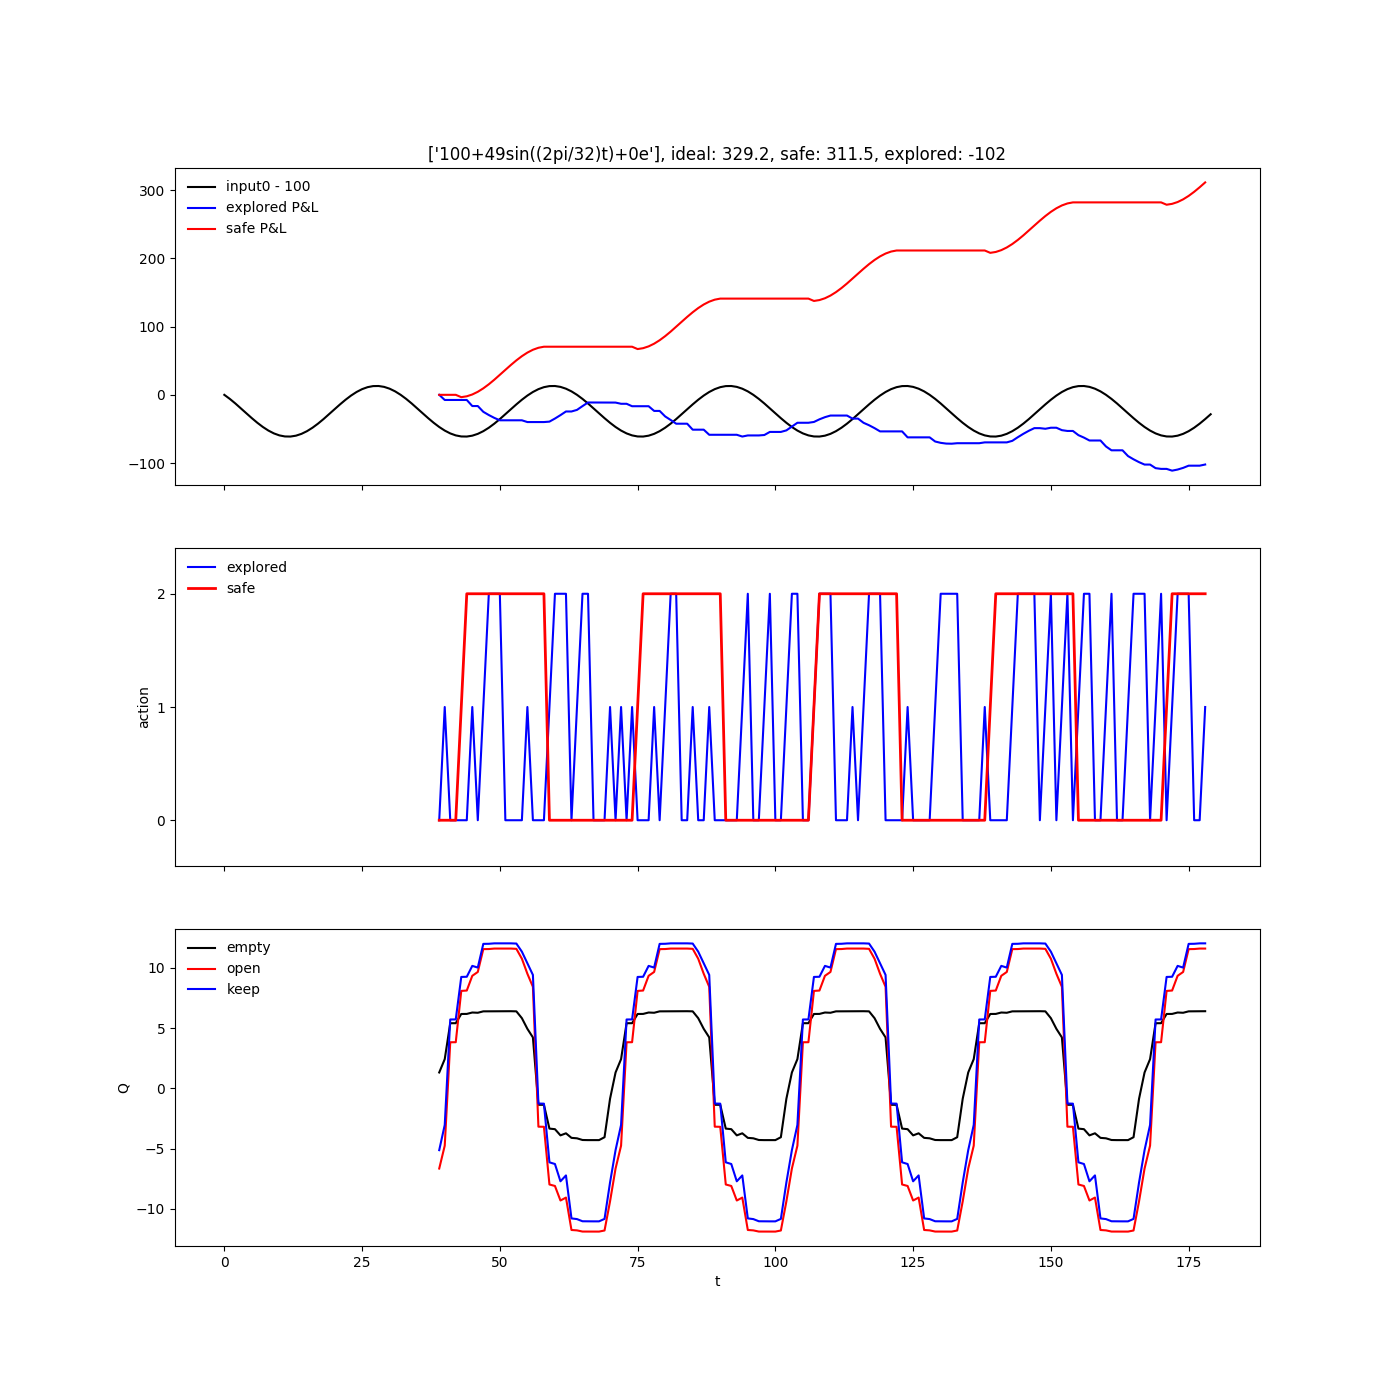 ['100+49sin((2pi/32)t)+0e'], ideal: 329.2, safe: 311.5, explored: -102
300
200
100
0
−100
input0 - 100
explored P&L
safe P&L
action
2
1
0
explored
safe
Q
10
5
0
−5
−10
empty
open
keep
0 25 50 75 100 125 150 175
t